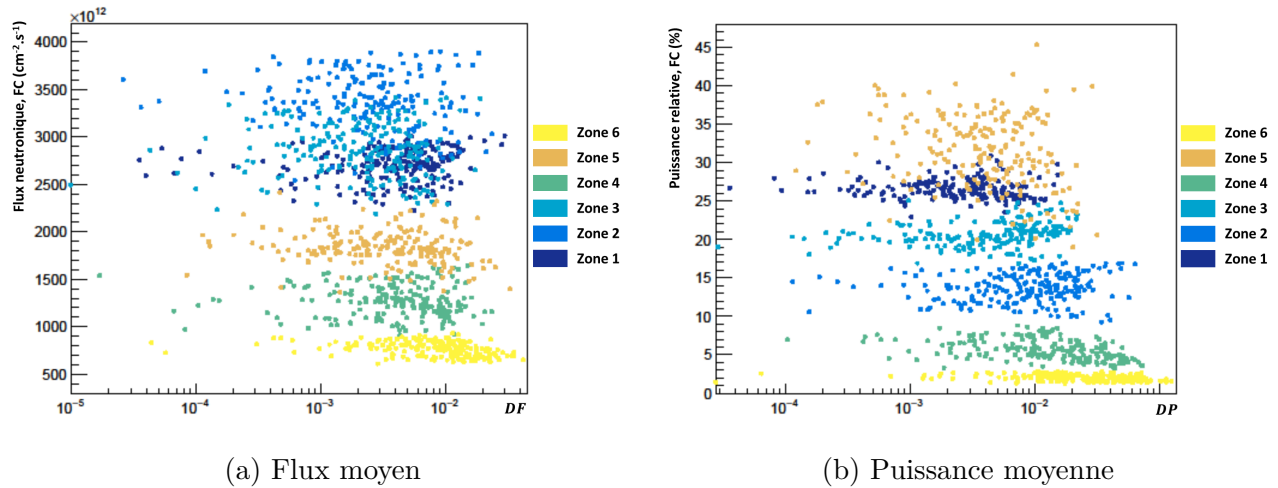 ×10¹²
Flux neutronique, FC (cm⁻².s⁻¹)
4000
3500
3000
2500
2000
1500
1000
500
10⁻⁵
10⁻⁴
10⁻³
10⁻²
DF
Zone 6
Zone 5
Zone 4
Zone 3
Zone 2
Zone 1
(a) Flux moyen
Puissance relative, FC (%)
45
40
35
30
25
20
15
10
5
0
10⁻⁴
10⁻³
10⁻²
DP
Zone 6
Zone 5
Zone 4
Zone 3
Zone 2
Zone 1
(b) Puissance moyenne